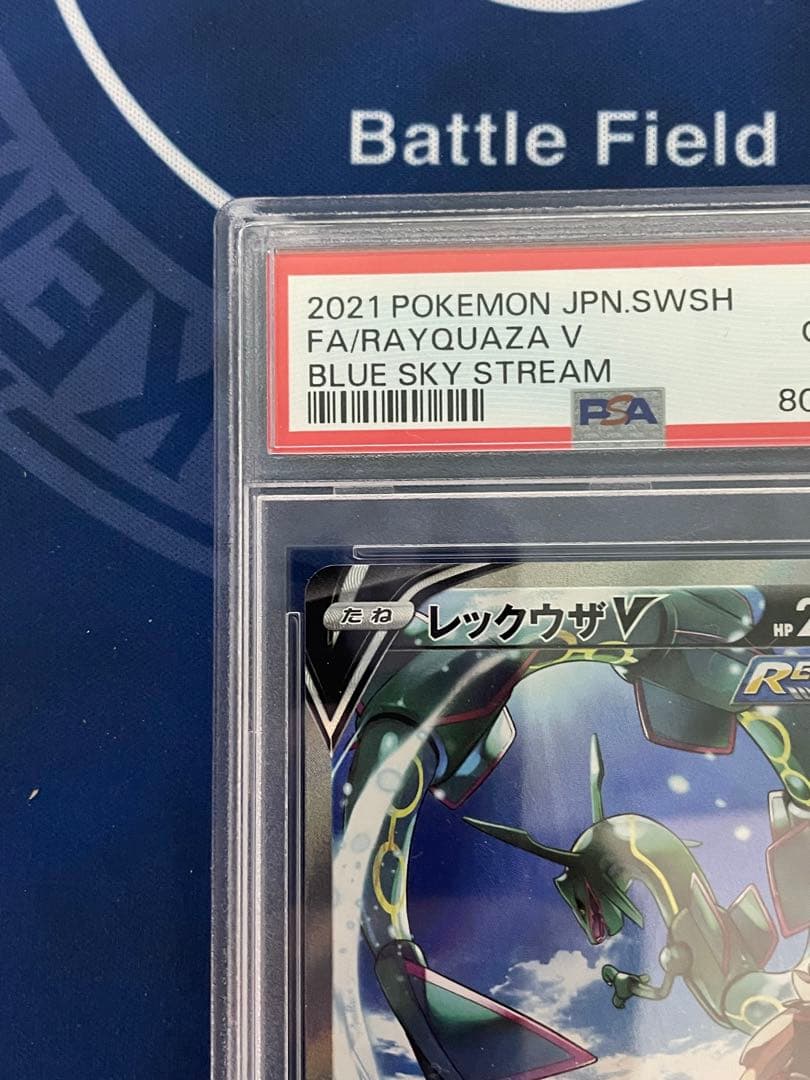 Battle Field
2021 POKEMON JPN.SWSH
FA/RAYQUAZA V
BLUE SKY STREAM
PSA
たね レックウザV HP